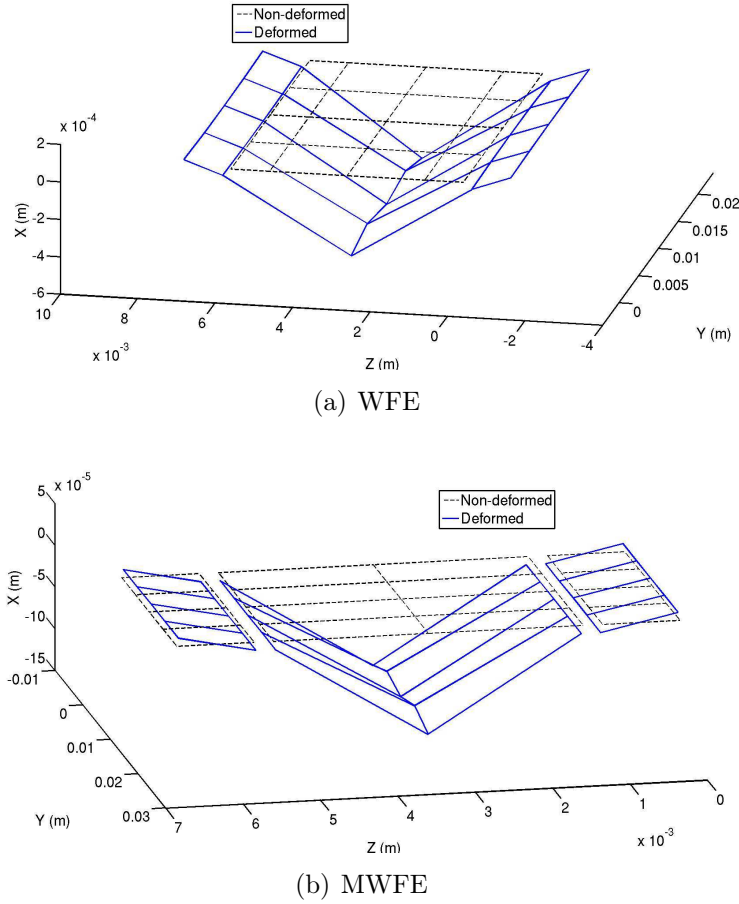 Non-deformed
Deformed
x 10^-4
2
0
-2
-4
-6
X (m)
10
8
6
4
2
0
-2
-4
x 10^-3
Z (m)
0
0.005
0.01
0.015
0.02
Y (m)
(a) WFE
x 10^-5
5
0
-5
-10
-15
X (m)
Non-deformed
Deformed
-0.01
0
0.01
0.02
0.03
Y (m)
7
6
5
4
3
2
1
0
Z (m)
x 10^-3
(b) MWFE